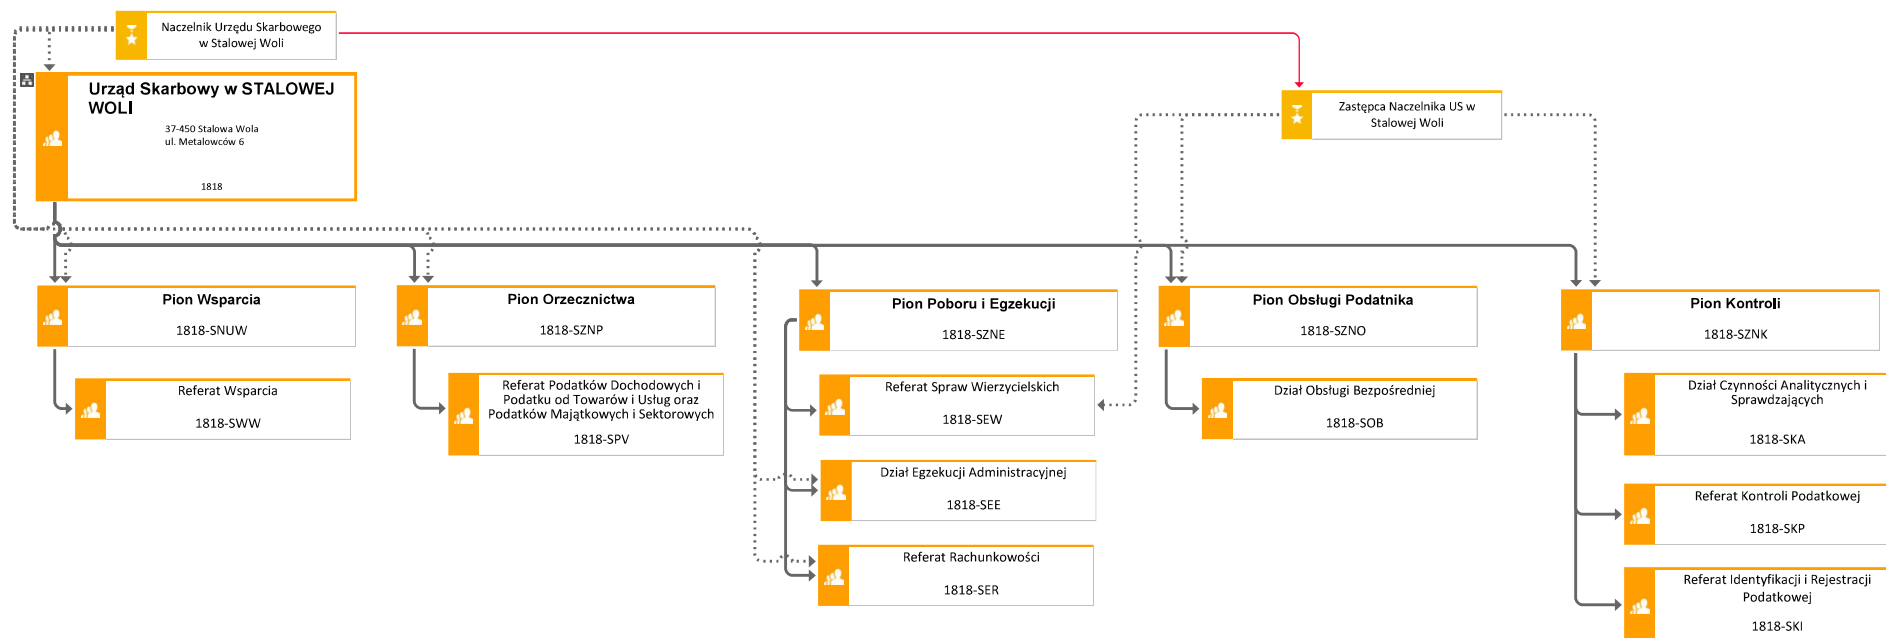 Naczelnik Urzędu Skarbowego
w Stalowej Woli
Urząd Skarbowy w STALOWEJ
WOLI
37-450 Stalowa Wola
ul. Metalowców 6
1818
Zastępca Naczelnika US w
Stalowej Woli
Pion Wsparcia
1818-SNUW
Referat Wsparcia
1818-SWW
Pion Orzecznictwa
1818-SZNP
Referat Podatków Dochodowych i
Podatku od Towarów i Usług oraz
Podatków Majątkowych i Sektorowych
1818-SPV
Pion Poboru i Egzekucji
1818-SZNE
Referat Spraw Wierzycielskich
1818-SEW
Dział Egzekucji Administracyjnej
1818-SEE
Referat Rachunkowości
1818-SER
Pion Obsługi Podatnika
1818-SZNO
Dział Obsługi Bezpośredniej
1818-SOB
Pion Kontroli
1818-SZNK
Dział Czynności Analitycznych i
Sprawdzających
1818-SKA
Referat Kontroli Podatkowej
1818-SKP
Referat Identyfikacji i Rejestracji
Podatkowej
1818-SKI